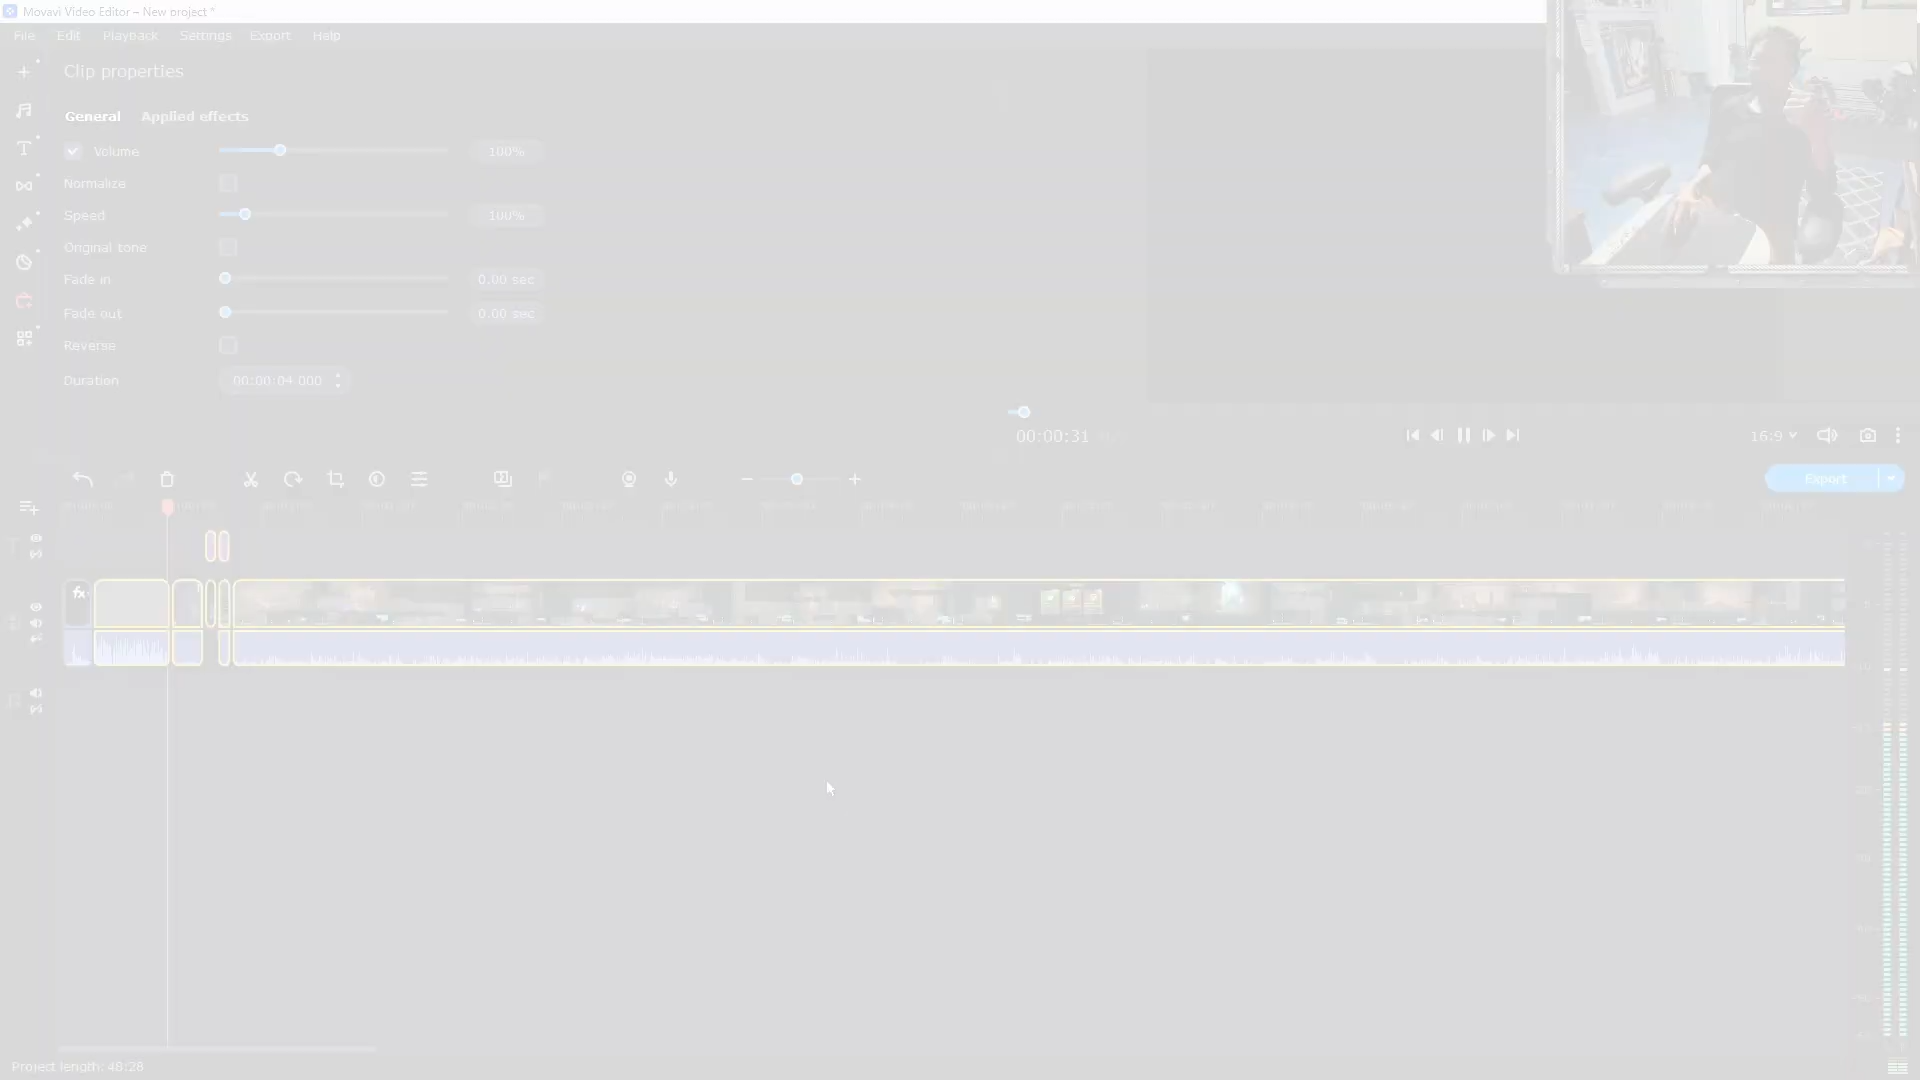 Movavi Video Editor – New project *
File Edit Playback Settings Export Help
Clip properties
General Applied effects
Volume 100%
Normalize
Speed 100%
Original tone
Fade in 0.00 sec
Fade out 0.00 sec
Reverse
Duration 00:00:04.000
00:00:31
16:9
Export
fx
Project length: 48:28